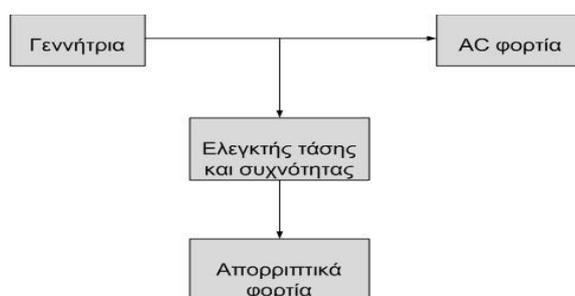 Γεννήτρια
AC φορτία
Ελεγκτής τάσης
και συχνότητας
Απορριπτικά
φορτία